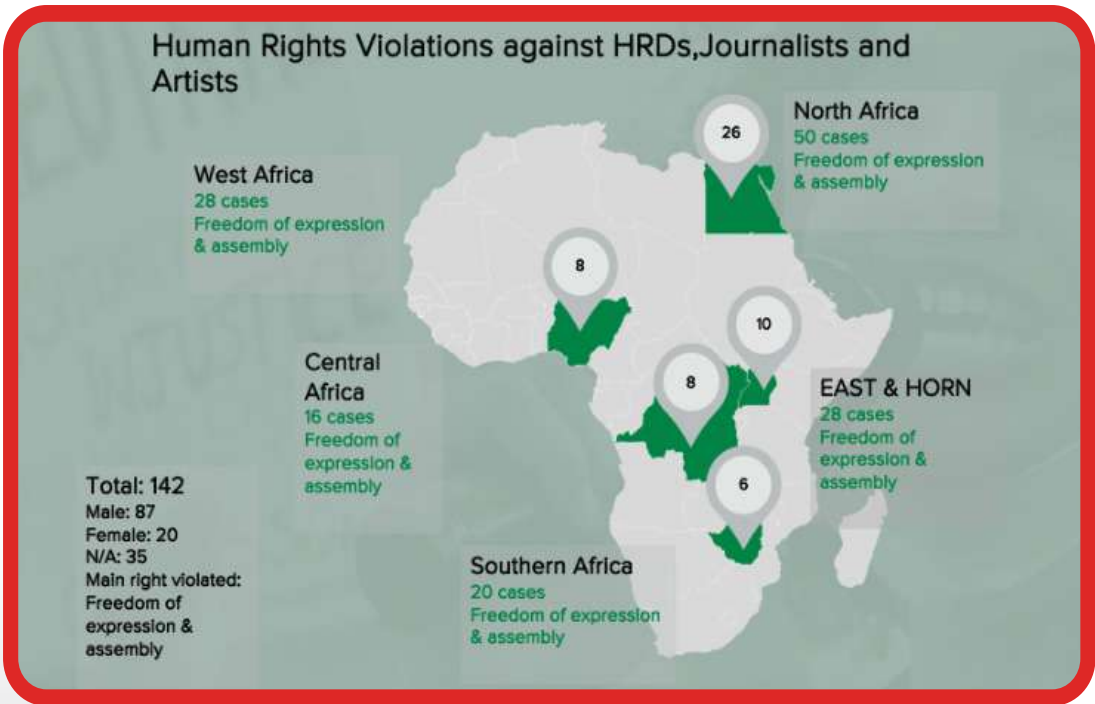 Human Rights Violations against HRDs,Journalists and
Artists
North Africa
50 cases
Freedom of expression
& assembly
26
West Africa
28 cases
Freedom of expression
& assembly
8
10
Central
Africa
16 cases
Freedom of
expression &
assembly
8
EAST & HORN
28 cases
Freedom of
expression &
assembly
6
Total: 142
Male: 87
Female: 20
N/A: 35
Main right violated:
Freedom of
expression &
assembly
Southern Africa
20 cases
Freedom of expression
& assembly